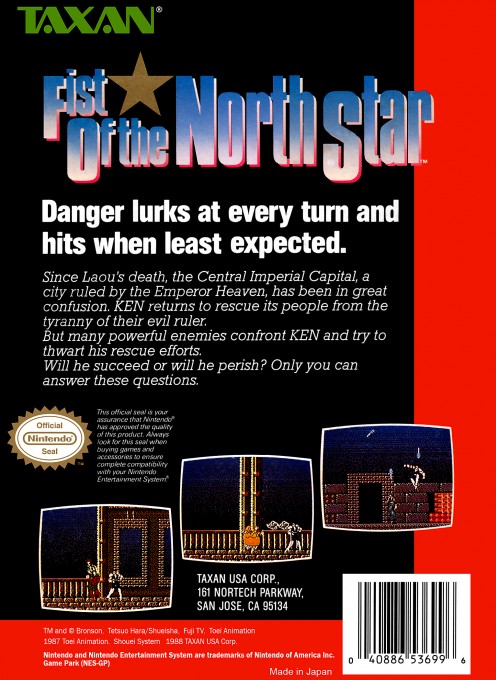 TAXAN®
Fist
Of the North Star™
Danger lurks at every turn and
hits when least expected.
Since Laou's death, the Central Imperial Capital, a
city ruled by the Emperor Heaven, has been in great
confusion. KEN returns to rescue its people from the
tyranny of their evil ruler.
But many powerful enemies confront KEN and try to
thwart his rescue efforts.
Will he succeed or will he perish? Only you can
answer these questions.
Official
Nintendo®
Seal
TM
This official seal is your
assurance that Nintendo®
has approved the quality
of this product. Always
look for this seal when
buying games and
accessories to ensure
complete compatibility
with your Nintendo
Entertainment System®
TAXAN USA CORP.,
161 NORTECH PARKWAY,
SAN JOSE, CA 95134
TM and © Bronson. Tetsuo Hara/Shueisha. Fuji TV. Toei Animation
1987 Toei Animation. Shouei System 1988 TAXAN USA Corp.
Nintendo and Nintendo Entertainment System are trademarks of Nintendo of America Inc.
Game Park (NES-GP)
Made in Japan
0 40886 53699 6